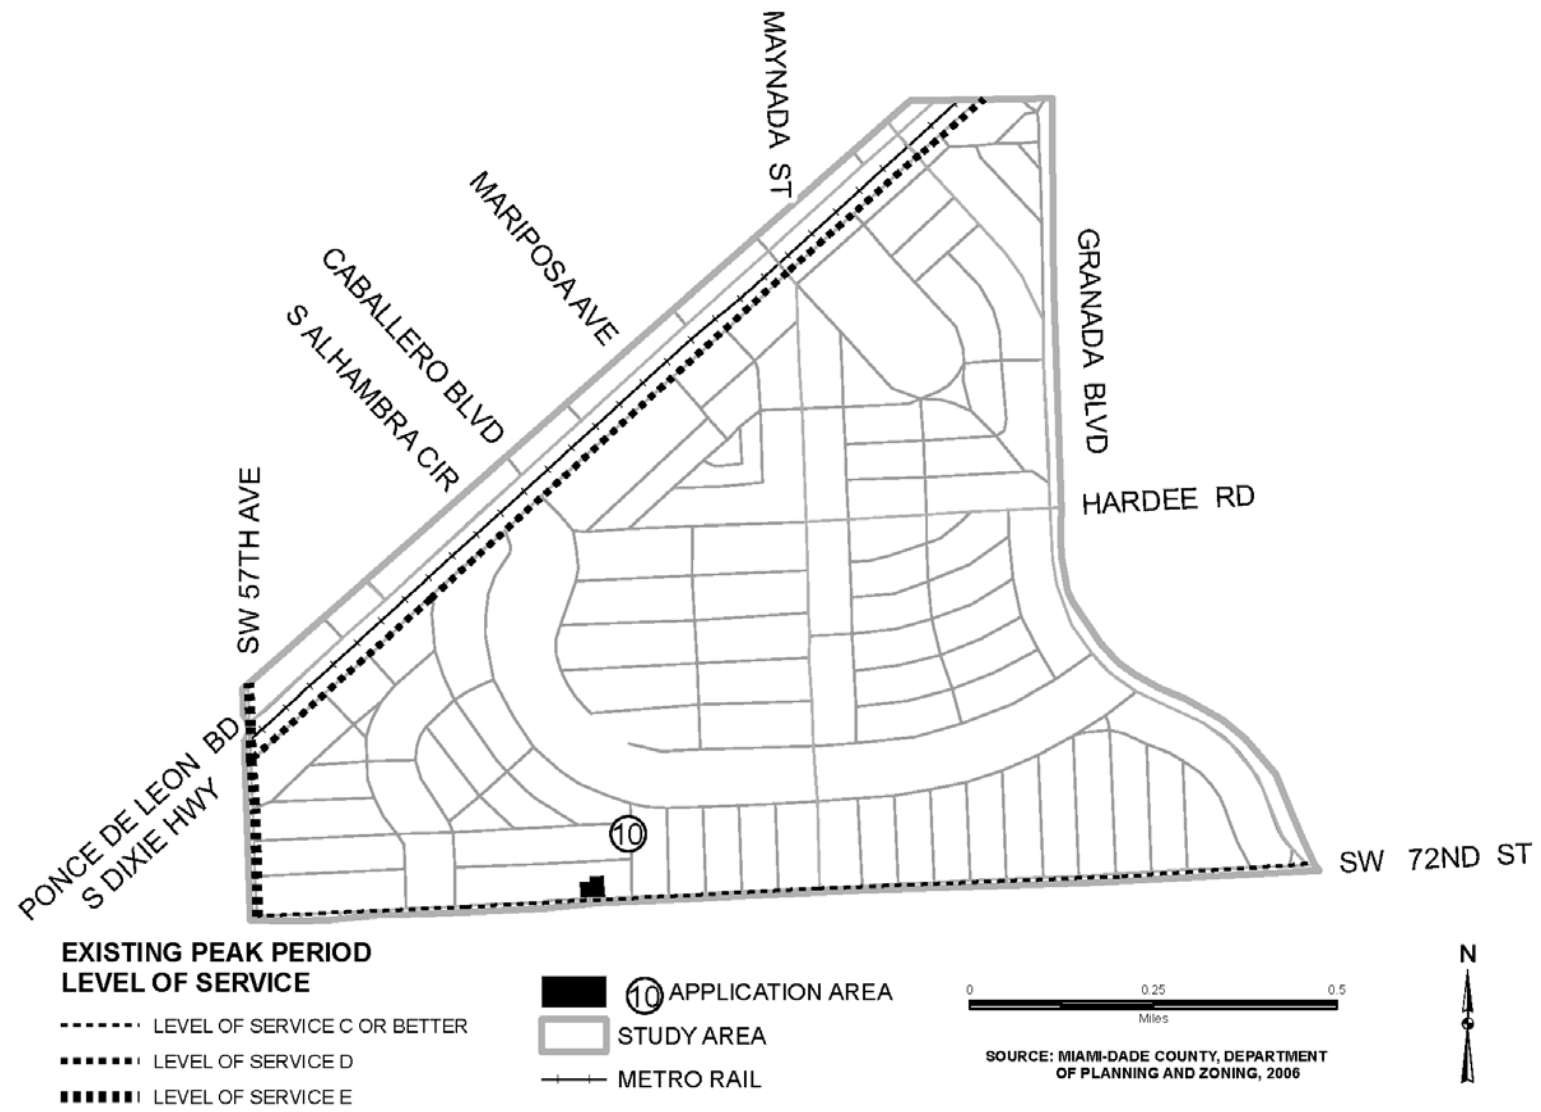 MAYNADA ST
MARIPOSA AVE
CABALLERO BLVD
S ALHAMBRA CIR
GRANADA BLVD
SW 57TH AVE
HARDEE RD
PONCE DE LEON BD
S DIXIE HWY
10
SW 72ND ST
EXISTING PEAK PERIOD
LEVEL OF SERVICE
LEVEL OF SERVICE C OR BETTER
LEVEL OF SERVICE D
LEVEL OF SERVICE E
10 APPLICATION AREA
STUDY AREA
METRO RAIL
0 0.25 0.5
Miles
SOURCE: MIAMI-DADE COUNTY, DEPARTMENT
OF PLANNING AND ZONING, 2006
N